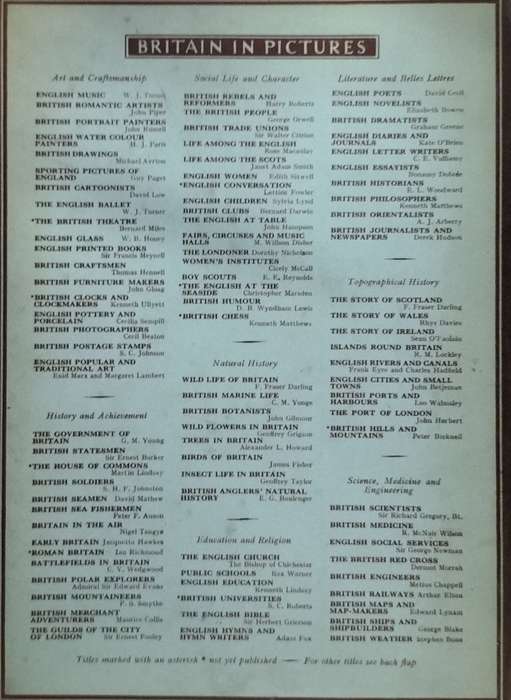 BRITAIN IN PICTURES
Art and Craftsmanship
ENGLISH MUSIC W. J. Turner
BRITISH ROMANTIC ARTISTS
John Piper
BRITISH PORTRAIT PAINTERS
John Russell
ENGLISH WATER COLOUR
PAINTERS H. J. Paris
BRITISH DRAWINGS
Michael Ayrton
SPORTING PICTURES OF
ENGLAND Guy Paget
BRITISH CARTOONISTS
David Low
THE ENGLISH BALLET
W. J. Turner
*THE BRITISH THEATRE
Bernard Miles
ENGLISH GLASS W. B. Honey
ENGLISH PRINTED BOOKS
Sir Francis Meynell
BRITISH CRAFTSMEN
Thomas Hennell
BRITISH FURNITURE MAKERS
John Gloag
*BRITISH CLOCKS AND
CLOCKMAKERS Kenneth Ullyett
ENGLISH POTTERY AND
PORCELAIN Cecilia Sempill
BRITISH PHOTOGRAPHERS
Cecil Beaton
BRITISH POSTAGE STAMPS
S. C. Johnson
ENGLISH POPULAR AND
TRADITIONAL ART
Enid Marx and Margaret Lambert
History and Achievement
THE GOVERNMENT OF
BRITAIN G. M. Young
BRITISH STATESMEN
Sir Ernest Barker
*THE HOUSE OF COMMONS
Martin Lindsay
BRITISH SOLDIERS
S. H. F. Johnston
BRITISH SEAMEN David Mathew
BRITISH SEA FISHERMEN
Peter F. Anson
BRITAIN IN THE AIR
Nigel Tangye
EARLY BRITAIN Jacquetta Hawkes
*ROMAN BRITAIN Ian Richmond
BATTLEFIELDS IN BRITAIN
C. V. Wedgwood
BRITISH POLAR EXPLORERS
Admiral Sir Edward Evans
BRITISH MOUNTAINEERS
F. S. Smythe
BRITISH MERCHANT
ADVENTURERS Maurice Collis
THE GUILDS OF THE CITY
OF LONDON Sir Ernest Pooley
Social Life and Character
BRITISH REBELS AND
REFORMERS Harry Roberts
THE BRITISH PEOPLE
George Orwell
BRITISH TRADE UNIONS
Sir Walter Citrine
LIFE AMONG THE ENGLISH
Rose Macaulay
LIFE AMONG THE SCOTS
Janet Adam Smith
ENGLISH WOMEN Edith Sitwell
*ENGLISH CONVERSATION
Lettice Fowler
ENGLISH CHILDREN Sylvia Lynd
BRITISH CLUBS Bernard Darwin
THE ENGLISH AT TABLE
John Hampson
FAIRS, CIRCUSES AND MUSIC
HALLS M. Willson Disher
THE LONDONER Dorothy Nicholson
WOMEN'S INSTITUTES
Cicely McCall
BOY SCOUTS E. E. Reynolds
*THE ENGLISH AT THE
SEASIDE Christopher Marsden
BRITISH HUMOUR
D. B. Wyndham Lewis
*BRITISH CHESS
Kenneth Matthews
Natural History
WILD LIFE OF BRITAIN
F. Fraser Darling
BRITISH MARINE LIFE
C. M. Yonge
BRITISH BOTANISTS
John Gilmour
WILD FLOWERS IN BRITAIN
Geoffrey Grigson
TREES IN BRITAIN
Alexander L. Howard
BIRDS OF BRITAIN
James Fisher
INSECT LIFE IN BRITAIN
Geoffrey Taylor
BRITISH ANGLERS' NATURAL
HISTORY E. G. Boulenger
Education and Religion
THE ENGLISH CHURCH
The Bishop of Chichester
PUBLIC SCHOOLS Rex Warner
ENGLISH EDUCATION
Kenneth Lindsay
*BRITISH UNIVERSITIES
S. C. Roberts
THE ENGLISH BIBLE
Sir Herbert Grierson
ENGLISH HYMNS AND
HYMN WRITERS Adam Fox
Literature and Belles Lettres
ENGLISH POETS David Cecil
ENGLISH NOVELISTS
Elizabeth Bowen
BRITISH DRAMATISTS
Graham Greene
ENGLISH DIARIES AND
JOURNALS Kate O'Brien
ENGLISH LETTER WRITERS
C. E. Vulliamy
ENGLISH ESSAYISTS
Bonamy Dobrée
BRITISH HISTORIANS
E. L. Woodward
BRITISH PHILOSOPHERS
Kenneth Matthews
BRITISH ORIENTALISTS
A. J. Arberry
BRITISH JOURNALISTS AND
NEWSPAPERS Derek Hudson
Topographical History
THE STORY OF SCOTLAND
F. Fraser Darling
THE STORY OF WALES
Rhys Davies
THE STORY OF IRELAND
Sean O'Faolain
ISLANDS ROUND BRITAIN
R. M. Lockley
ENGLISH RIVERS AND CANALS
Frank Eyre and Charles Hadfield
ENGLISH CITIES AND SMALL
TOWNS John Betjeman
BRITISH PORTS AND
HARBOURS Leo Walmsley
THE PORT OF LONDON
John Herbert
*BRITISH HILLS AND
MOUNTAINS Peter Bicknell
Science, Medicine and
Engineering
BRITISH SCIENTISTS
Sir Richard Gregory, Bt.
BRITISH MEDICINE
R. McNair Wilson
ENGLISH SOCIAL SERVICES
Sir George Newman
THE BRITISH RED CROSS
Dermot Morrah
BRITISH ENGINEERS
Metius Chappell
BRITISH RAILWAYS Arthur Elton
BRITISH MAPS AND
MAP-MAKERS Edward Lynam
BRITISH SHIPS AND
SHIPBUILDERS George Blake
BRITISH WEATHER Stephen Bone
Titles marked with an asterisk * not yet published — For other titles see back flap